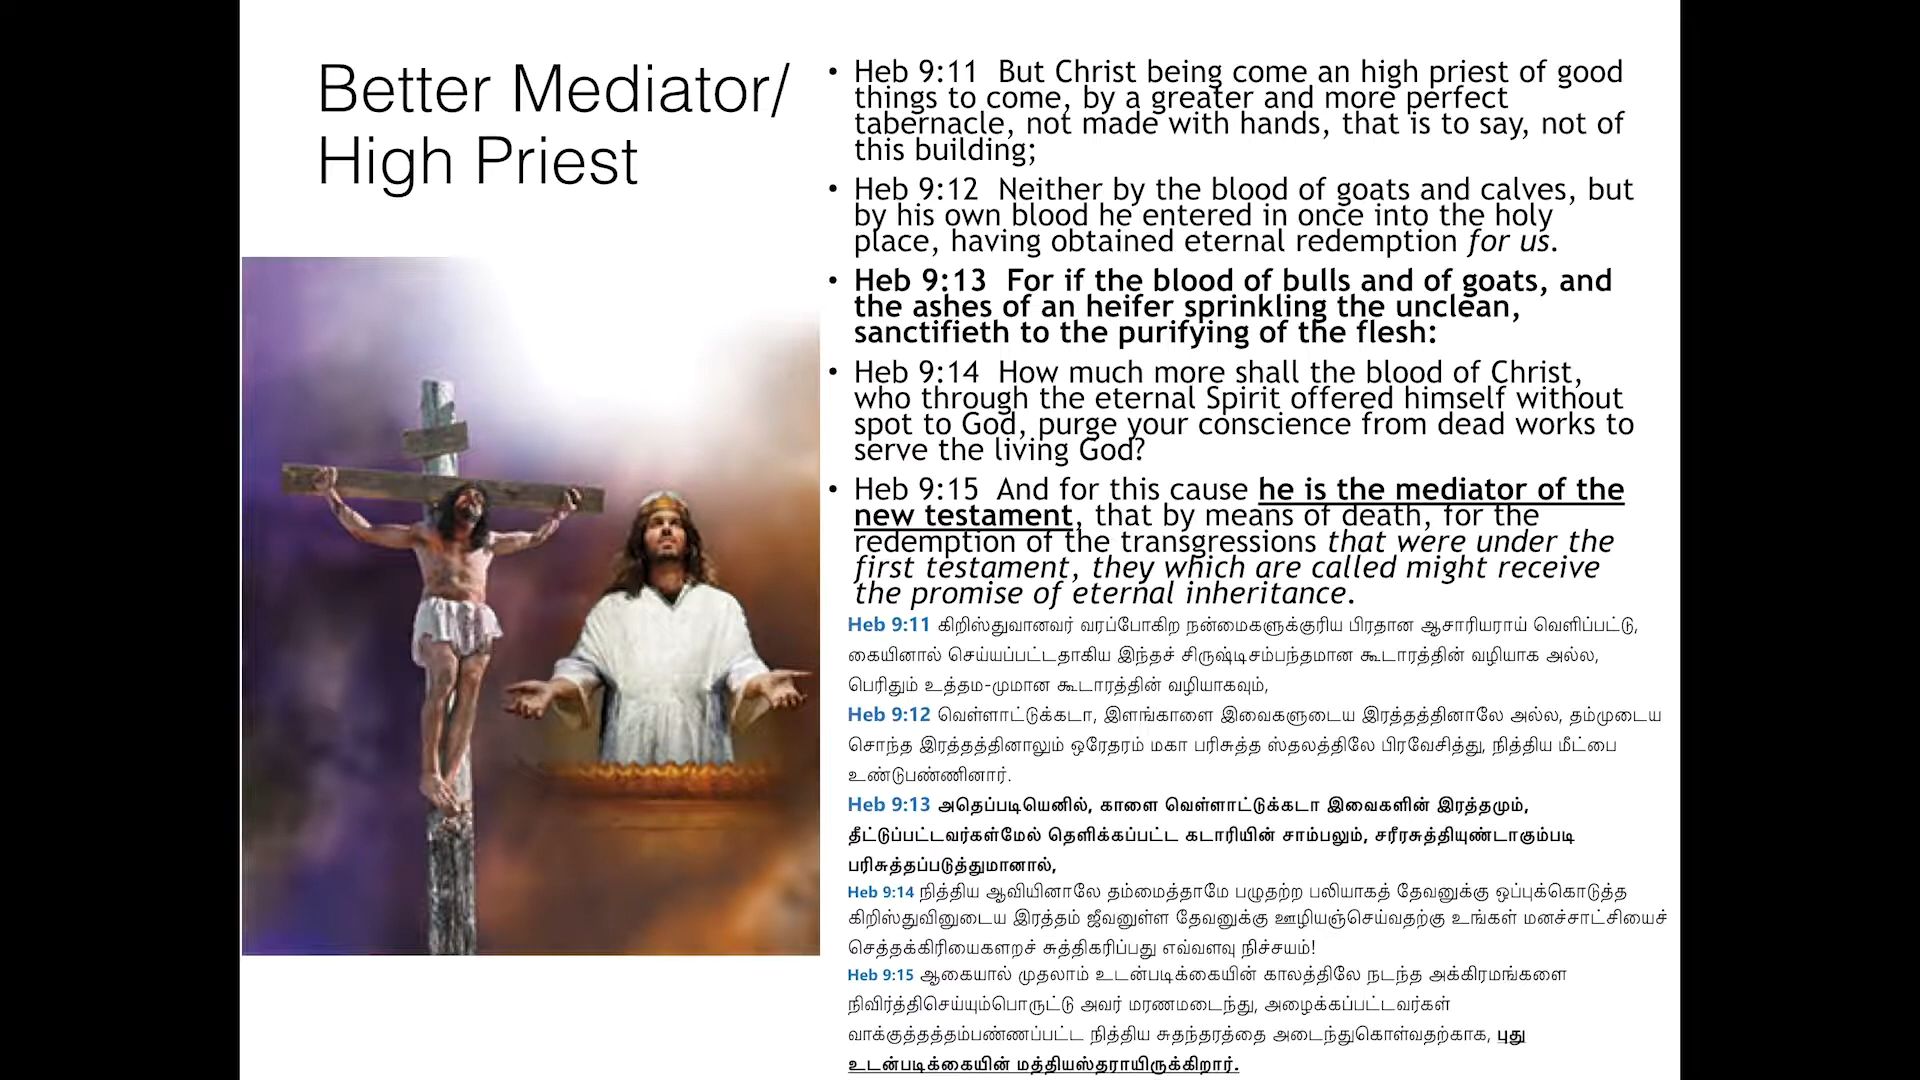 Better Mediator/
High Priest
• Heb 9:11  But Christ being come an high priest of good
things to come, by a greater and more perfect
tabernacle, not made with hands, that is to say, not of
this building;
• Heb 9:12  Neither by the blood of goats and calves, but
by his own blood he entered in once into the holy
place, having obtained eternal redemption for us.
• Heb 9:13  For if the blood of bulls and of goats, and
the ashes of an heifer sprinkling the unclean,
sanctifieth to the purifying of the flesh:
• Heb 9:14  How much more shall the blood of Christ,
who through the eternal Spirit offered himself without
spot to God, purge your conscience from dead works to
serve the living God?
• Heb 9:15  And for this cause he is the mediator of the
new testament, that by means of death, for the
redemption of the transgressions that were under the
first testament, they which are called might receive
the promise of eternal inheritance.
Heb 9:11 கிறிஸ்துவானவர் வரப்போகிற நன்மைகளுக்குரிய பிரதான ஆசாரியராய் வெளிப்பட்டு,
கையினால் செய்யப்பட்டதாகிய இந்தச் சிருஷ்டிசம்பந்தமான கூடாரத்தின் வழியாக அல்ல,
பெரிதும் உத்தம-முமான கூடாரத்தின் வழியாகவும்,
Heb 9:12 வெள்ளாட்டுக்கடா, இளங்காளை இவைகளுடைய இரத்தத்தினாலே அல்ல, தம்முடைய
சொந்த இரத்தத்தினாலும் ஒரேதரம் மகா பரிசுத்த ஸ்தலத்திலே பிரவேசித்து, நித்திய மீட்பை
உண்டுபண்ணினார்.
Heb 9:13 அதெப்படியெனில், காளை வெள்ளாட்டுக்கடா இவைகளின் இரத்தமும்,
தீட்டுப்பட்டவர்கள்மேல் தெளிக்கப்பட்ட கடாரியின் சாம்பலும், சரீரசுத்தியுண்டாகும்படி
பரிசுத்தப்படுத்துமானால்,
Heb 9:14 நித்திய ஆவியினாலே தம்மைத்தாமே பழுதற்ற பலியாகத் தேவனுக்கு ஒப்புக்கொடுத்த
கிறிஸ்துவினுடைய இரத்தம் ஜீவனுள்ள தேவனுக்கு ஊழியஞ்செய்வதற்கு உங்கள் மனச்சாட்சியைச்
செத்தக்கிரியைகளறச் சுத்திகரிப்பது எவ்வளவு நிச்சயம்!
Heb 9:15 ஆகையால் முதலாம் உடன்படிக்கையின் காலத்திலே நடந்த அக்கிரமங்களை
நிவிர்த்திசெய்யும்பொருட்டு அவர் மரணமடைந்து, அழைக்கப்பட்டவர்கள்
வாக்குத்தத்தம்பண்ணப்பட்ட நித்திய சுதந்தரத்தை அடைந்துகொள்வதற்காக, புது
உடன்படிக்கையின் மத்தியஸ்தராயிருக்கிறார்.